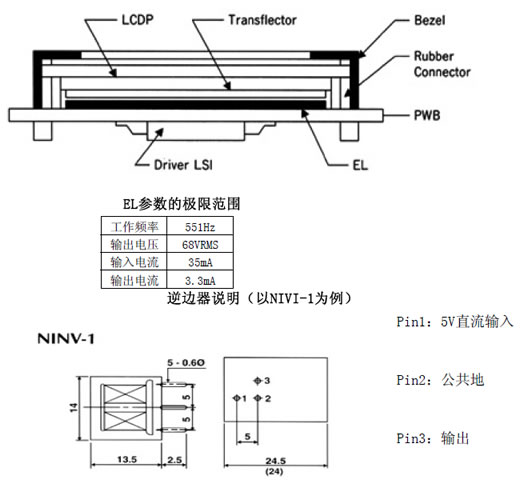 LCDP
Transflector
Bezel
Rubber
Connector
PWB
Driver LSI
EL
EL参数的极限范围
工作频率 551Hz
输出电压 68VRMS
输入电流 35mA
输出电流 3.3mA
逆边器说明（以NIVI-1为例）
Pin1：5V直流输入
NINV-1
5 - 0.6Ø
14
5
5
13.5
2.5
3
1
2
5
24.5
(24)
Pin2：公共地
Pin3：输出